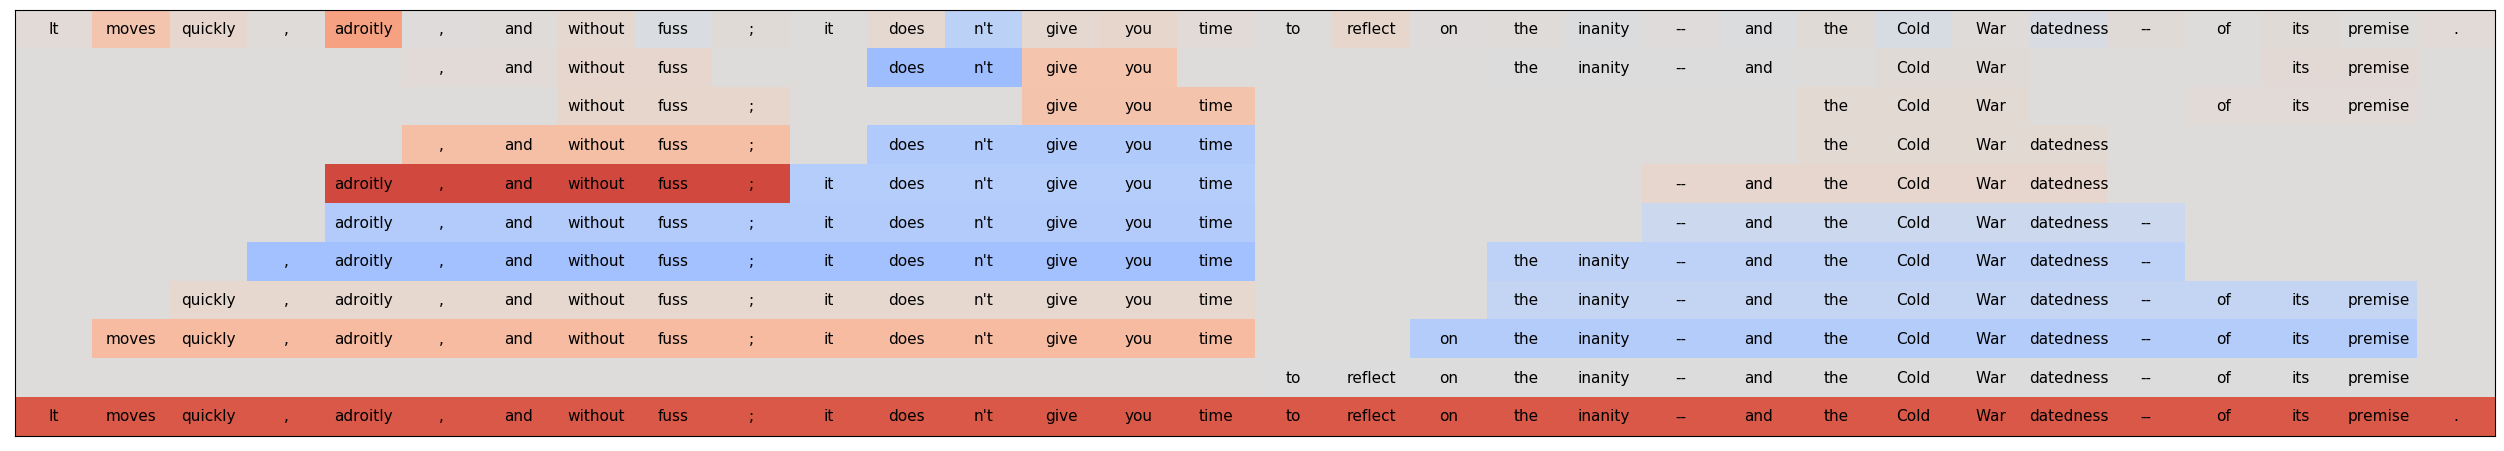 It moves quickly , adroitly , and without fuss ; it does n't give you time to reflect on the inanity -- and the Cold War datedness -- of its premise .
, and without fuss does n't give you the inanity -- and Cold War its premise
without fuss ; give you time the Cold War of its premise
, and without fuss ; does n't give you time the Cold War datedness
adroitly , and without fuss ; it does n't give you time -- and the Cold War datedness
adroitly , and without fuss ; it does n't give you time -- and the Cold War datedness --
, adroitly , and without fuss ; it does n't give you time the inanity -- and the Cold War datedness --
quickly , adroitly , and without fuss ; it does n't give you time the inanity -- and the Cold War datedness -- of its premise
moves quickly , adroitly , and without fuss ; it does n't give you time on the inanity -- and the Cold War datedness -- of its premise
to reflect on the inanity -- and the Cold War datedness -- of its premise
It moves quickly , adroitly , and without fuss ; it does n't give you time to reflect on the inanity -- and the Cold War datedness -- of its premise .